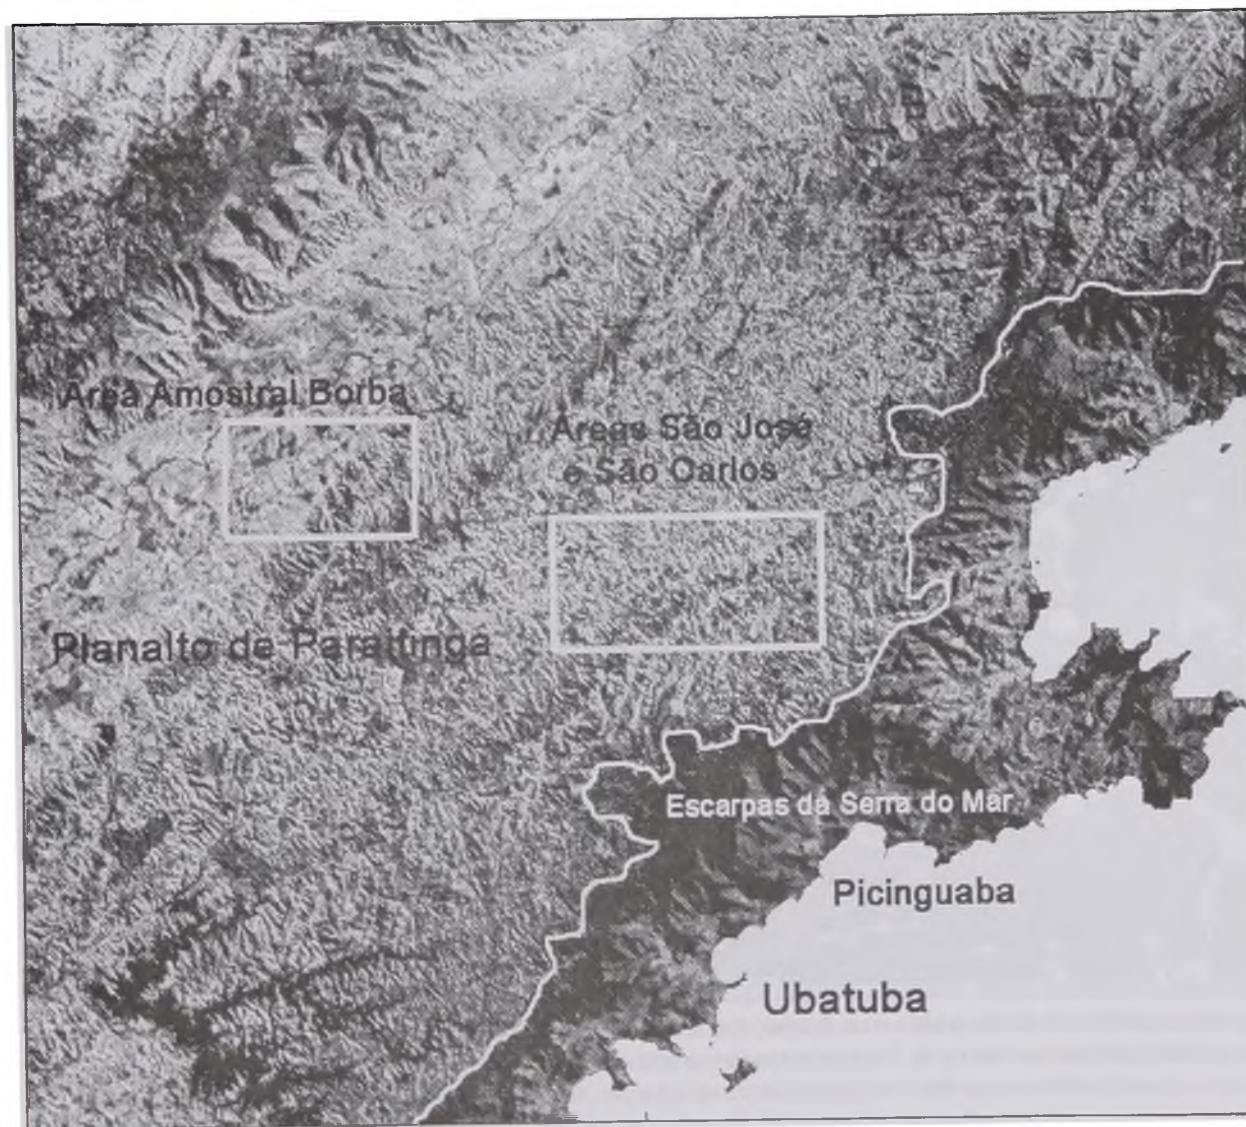 Área Amostral Borba
Áreas São José
e São Carlos
Planalto de Paraitinga
Escarpas da Serra do Mar
Picinguaba
Ubatuba